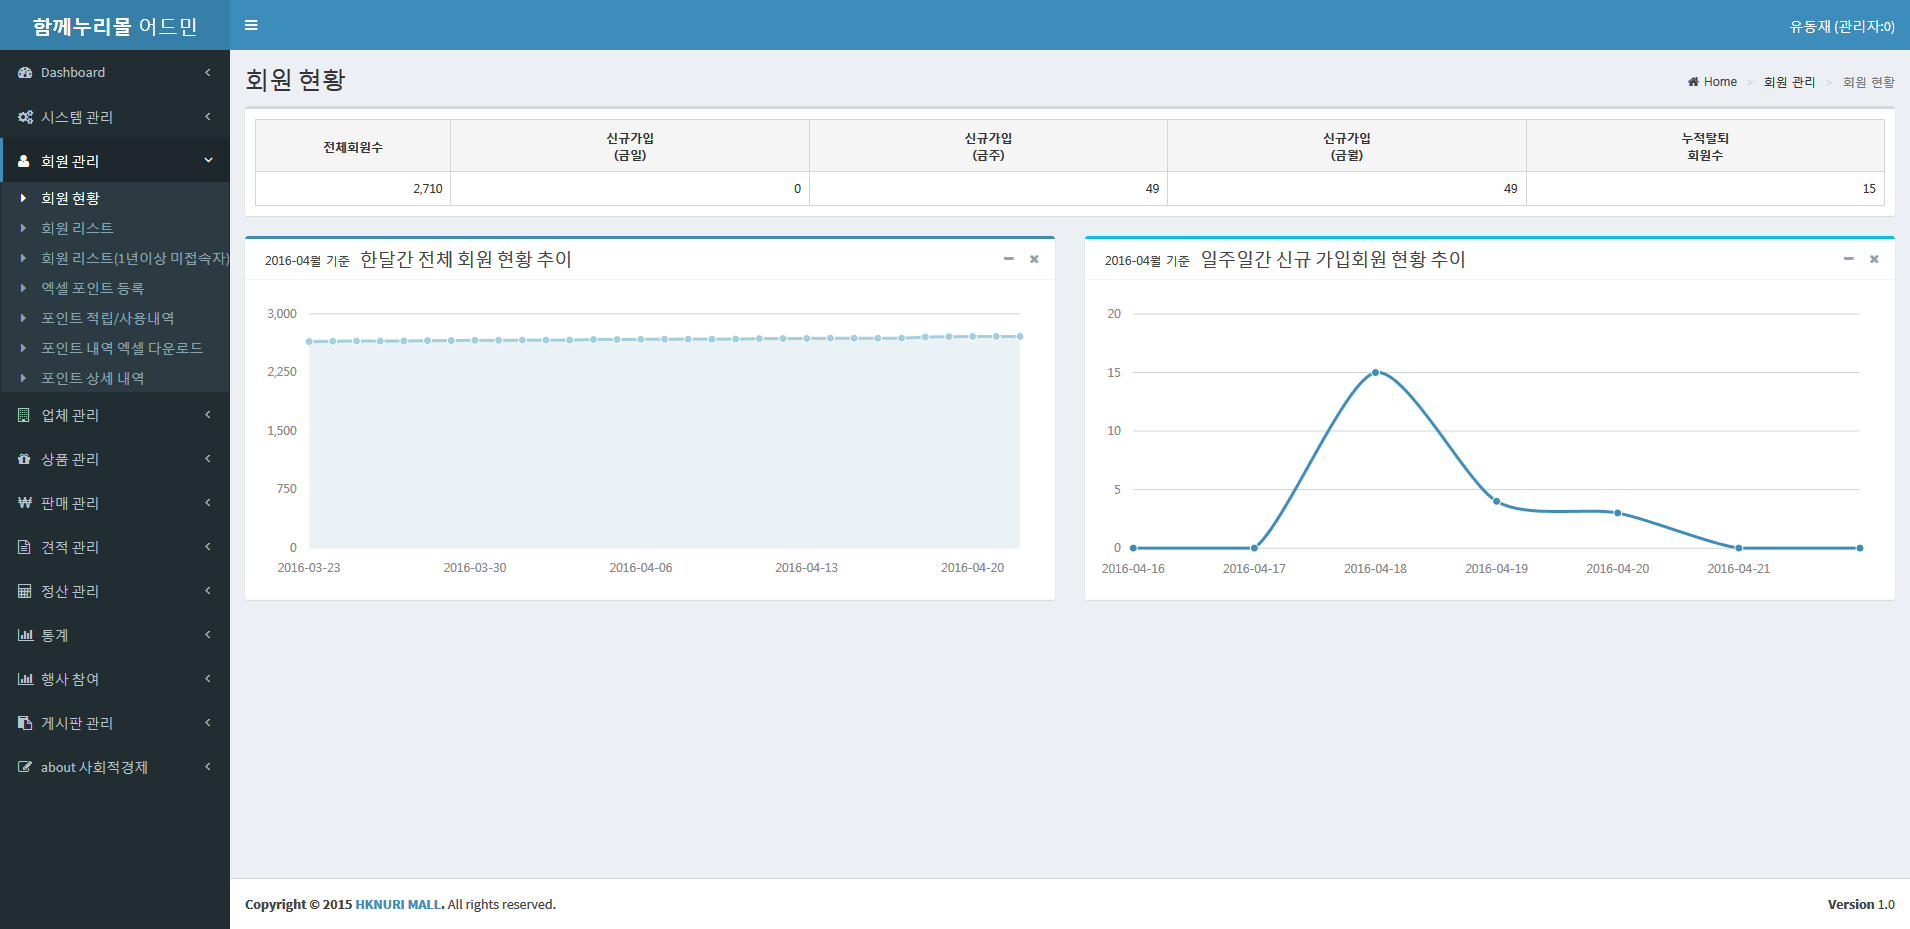 함께누리몰 어드민
유동재 (관리자:0)
Dashboard
시스템 관리
회원 관리
회원 현황
회원 리스트
회원 리스트(1년이상 미접속자)
엑셀 포인트 등록
포인트 적립/사용내역
포인트 내역 엑셀 다운로드
포인트 상세 내역
업체 관리
상품 관리
판매 관리
견적 관리
정산 관리
통계
행사 참여
게시판 관리
about 사회적경제
회원 현황
Home > 회원 관리 > 회원 현황
전체회원수 신규가입 (금일) 신규가입 (금주) 신규가입 (금월) 누적탈퇴 회원수
2,710 0 49 49 15
2016-04월 기준 한달간 전체 회원 현황 추이
3,000
2,250
1,500
750
0
2016-03-23 2016-03-30 2016-04-06 2016-04-13 2016-04-20
2016-04월 기준 일주일간 신규 가입회원 현황 추이
20
15
10
5
0
2016-04-16 2016-04-17 2016-04-18 2016-04-19 2016-04-20 2016-04-21
Copyright © 2015 HKNURI MALL. All rights reserved.
Version 1.0